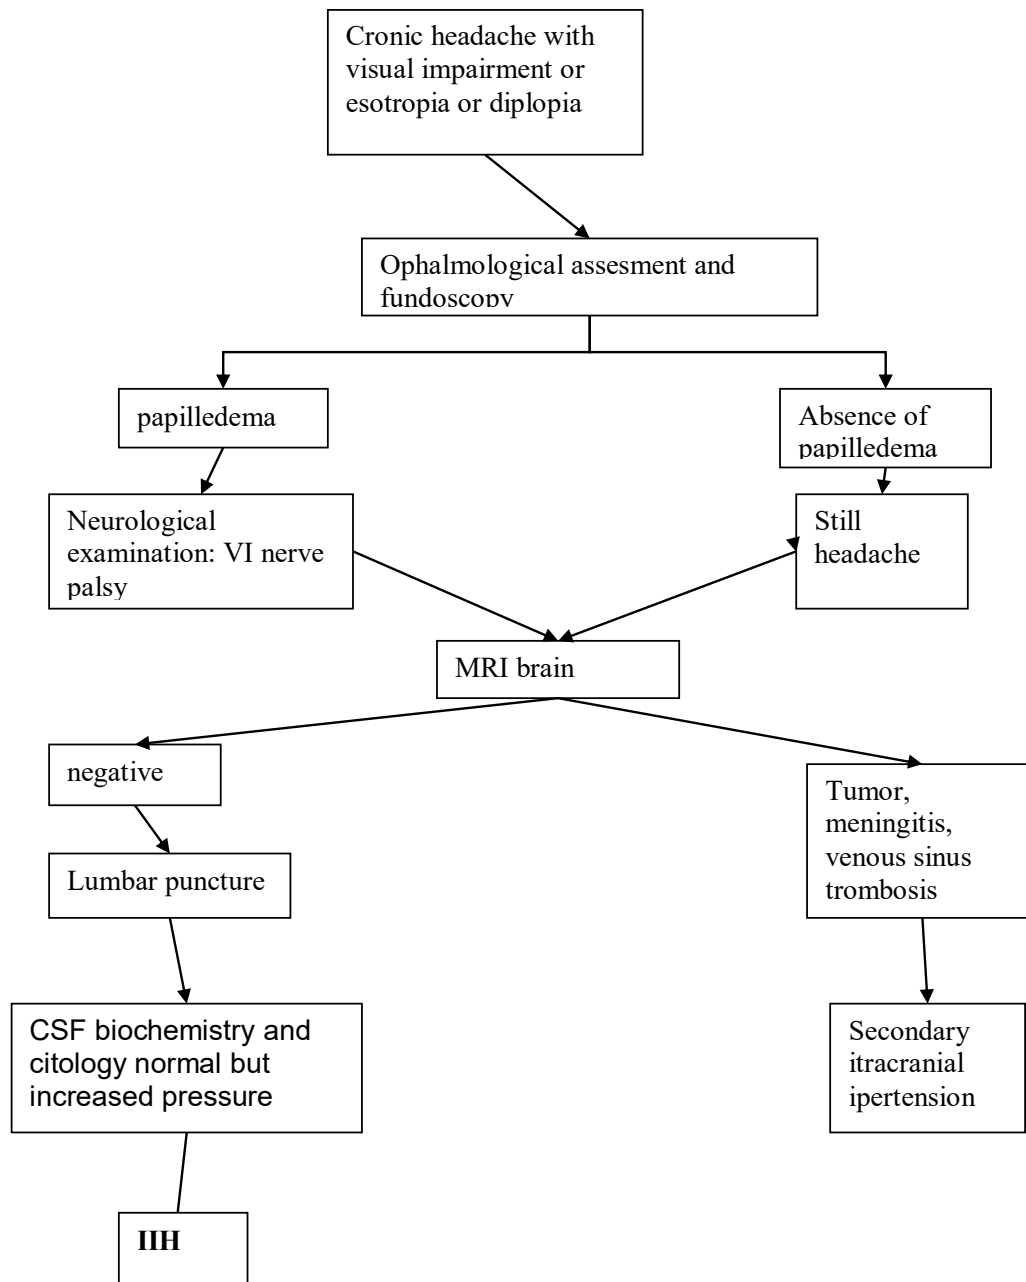 Cronic headache with
visual impairment or
esotropia or diplopia
Ophalmological assesment and
fundoscopy
papilledema
Absence of
papilledema
Neurological
examination: VI nerve
palsy
Still
headache
MRI brain
negative
Tumor,
meningitis,
venous sinus
trombosis
Lumbar puncture
CSF biochemistry and
citology normal but
increased pressure
Secondary
itracranial
ipertension
IIH